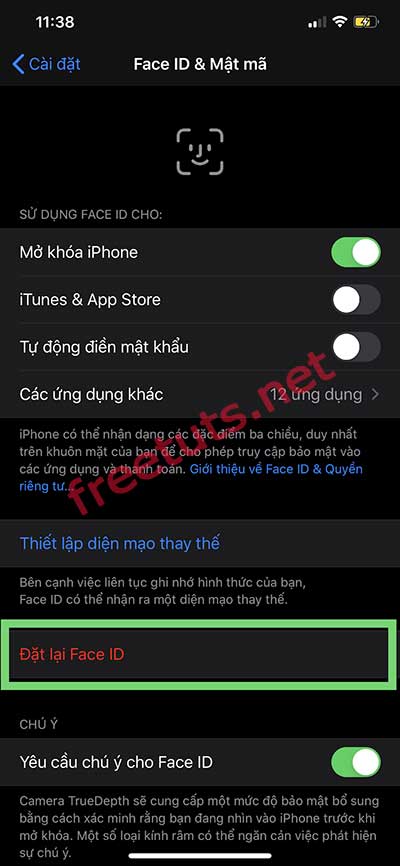 11:38
Cài đặt
Face ID & Mật mã
SỬ DỤNG FACE ID CHO:
Mở khóa iPhone
iTunes & App Store
Tự động điền mật khẩu
Các ứng dụng khác
12 ứng dụng
iPhone có thể nhận dạng các đặc điểm ba chiều, duy nhất
trên khuôn mặt của bạn để cho phép truy cập bảo mật vào
các ứng dụng và thanh toán. Giới thiệu về Face ID & Quyền
riêng tư...
freetuts.net
Thiết lập diện mạo thay thế
Bên cạnh việc liên tục ghi nhớ hình thức của bạn,
Face ID có thể nhận ra một diện mạo thay thế.
Đặt lại Face ID
CHÚ Ý
Yêu cầu chú ý cho Face ID
Camera TrueDepth sẽ cung cấp một mức độ bảo mật bổ sung
bằng cách xác minh rằng bạn đang nhìn vào iPhone trước khi
mở khóa. Một số loại kính râm có thể ngăn cản việc phát hiện
sự chú ý.